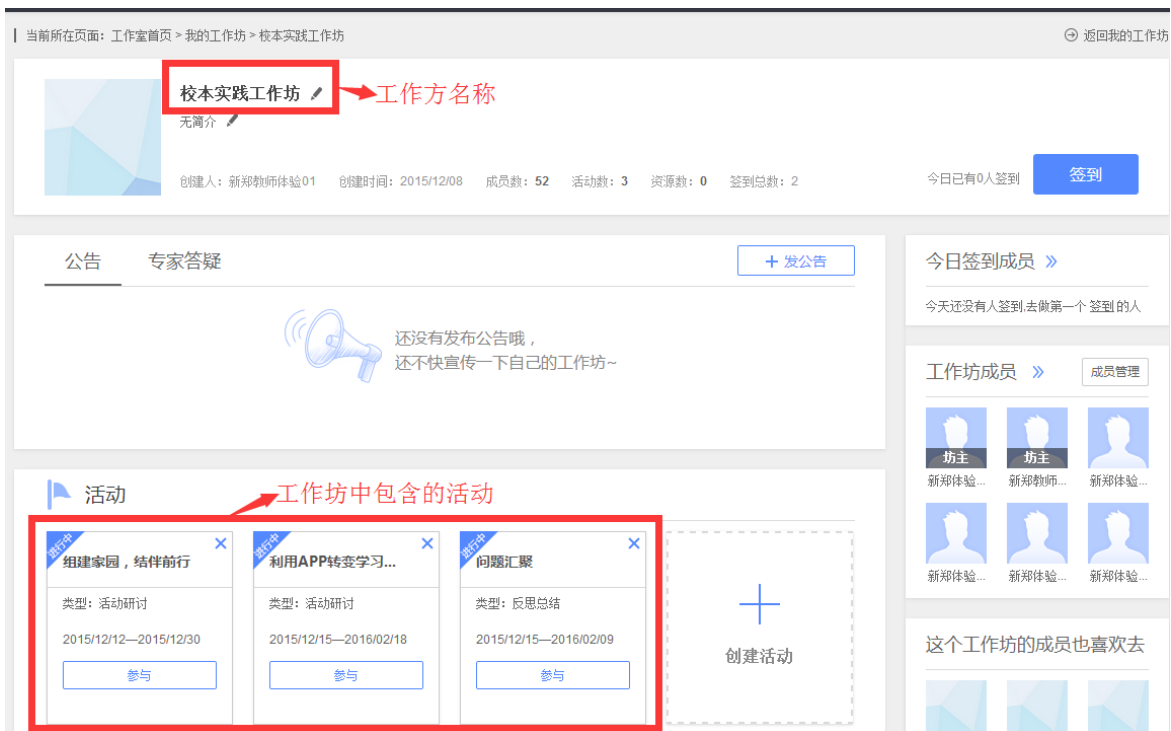 当前所在页面：工作室首页 > 我的工作坊 > 校本实践工作坊
返回我的工作坊
校本实践工作坊
工作方名称
无简介
创建人：新郑教师体验01 创建时间：2015/12/08 成员数：52 活动数：3 资源数：0 签到总数：2
今日已有0人签到
签到
公告 专家答疑
+ 发公告
还没有发布公告哦，
还不快宣传一下自己的工作坊~
今日签到成员 »
今天还没有人签到,去做第一个 签到 的人
工作坊成员 »
成员管理
坊主 坊主
新郑体验... 新郑教师... 新郑体验...
新郑体验... 新郑体验... 新郑体验...
活动
工作坊中包含的活动
进行中
组建家园，结伴前行
类型：活动研讨
2015/12/12—2015/12/30
参与
进行中
利用APP转变学习...
类型：活动研讨
2015/12/15—2016/02/18
参与
进行中
问题汇聚
类型：反思总结
2015/12/15—2016/02/09
参与
创建活动
这个工作坊的成员也喜欢去